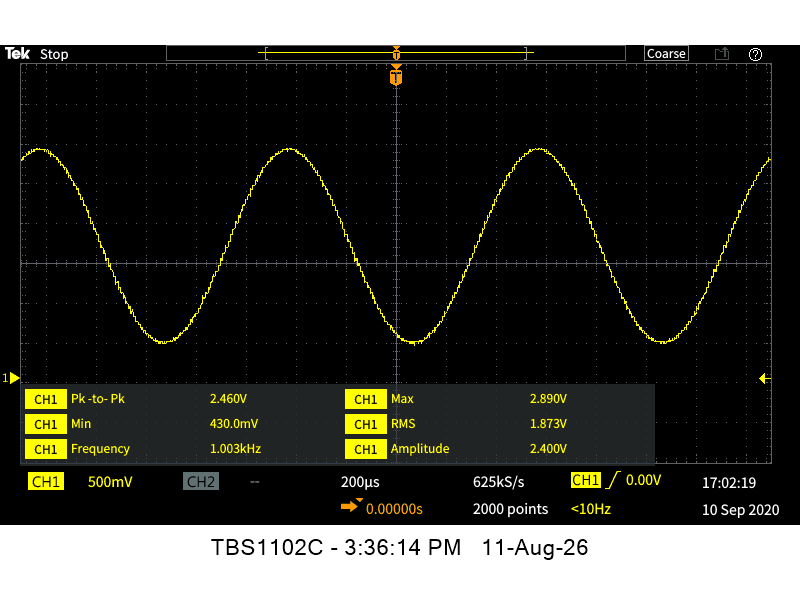 Tek Stop Coarse
T
T
1
CH1 Pk-to-Pk 2.460V CH1 Max 2.890V
CH1 Min 430.0mV CH1 RMS 1.873V
CH1 Frequency 1.003kHz CH1 Amplitude 2.400V
CH1 500mV CH2 -- 200µs 625kS/s CH1 0.00V 17:02:19
0.00000s 2000 points <10Hz 10 Sep 2020
TBS1102C - 3:36:14 PM 11-Aug-26